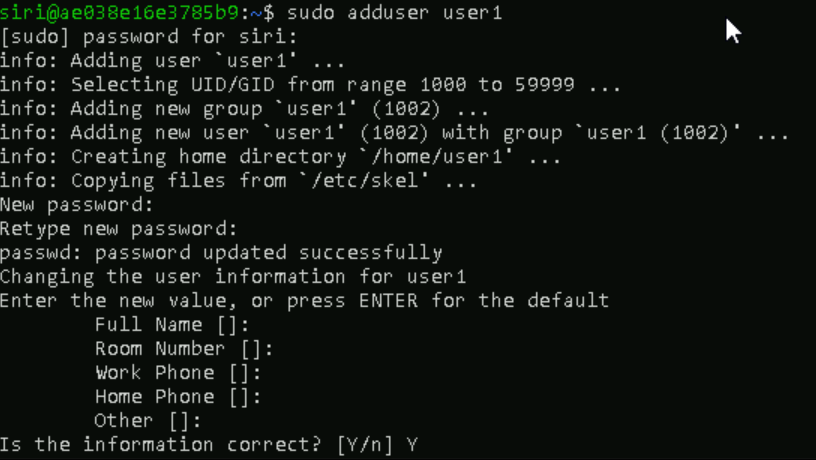 siri@ae038e16e3785b9:~$ sudo adduser user1
[sudo] password for siri:
info: Adding user `user1' ...
info: Selecting UID/GID from range 1000 to 59999 ...
info: Adding new group `user1' (1002) ...
info: Adding new user `user1' (1002) with group `user1 (1002)' ...
info: Creating home directory `/home/user1' ...
info: Copying files from `/etc/skel' ...
New password:
Retype new password:
passwd: password updated successfully
Changing the user information for user1
Enter the new value, or press ENTER for the default
Full Name []:
Room Number []:
Work Phone []:
Home Phone []:
Other []:
Is the information correct? [Y/n] Y